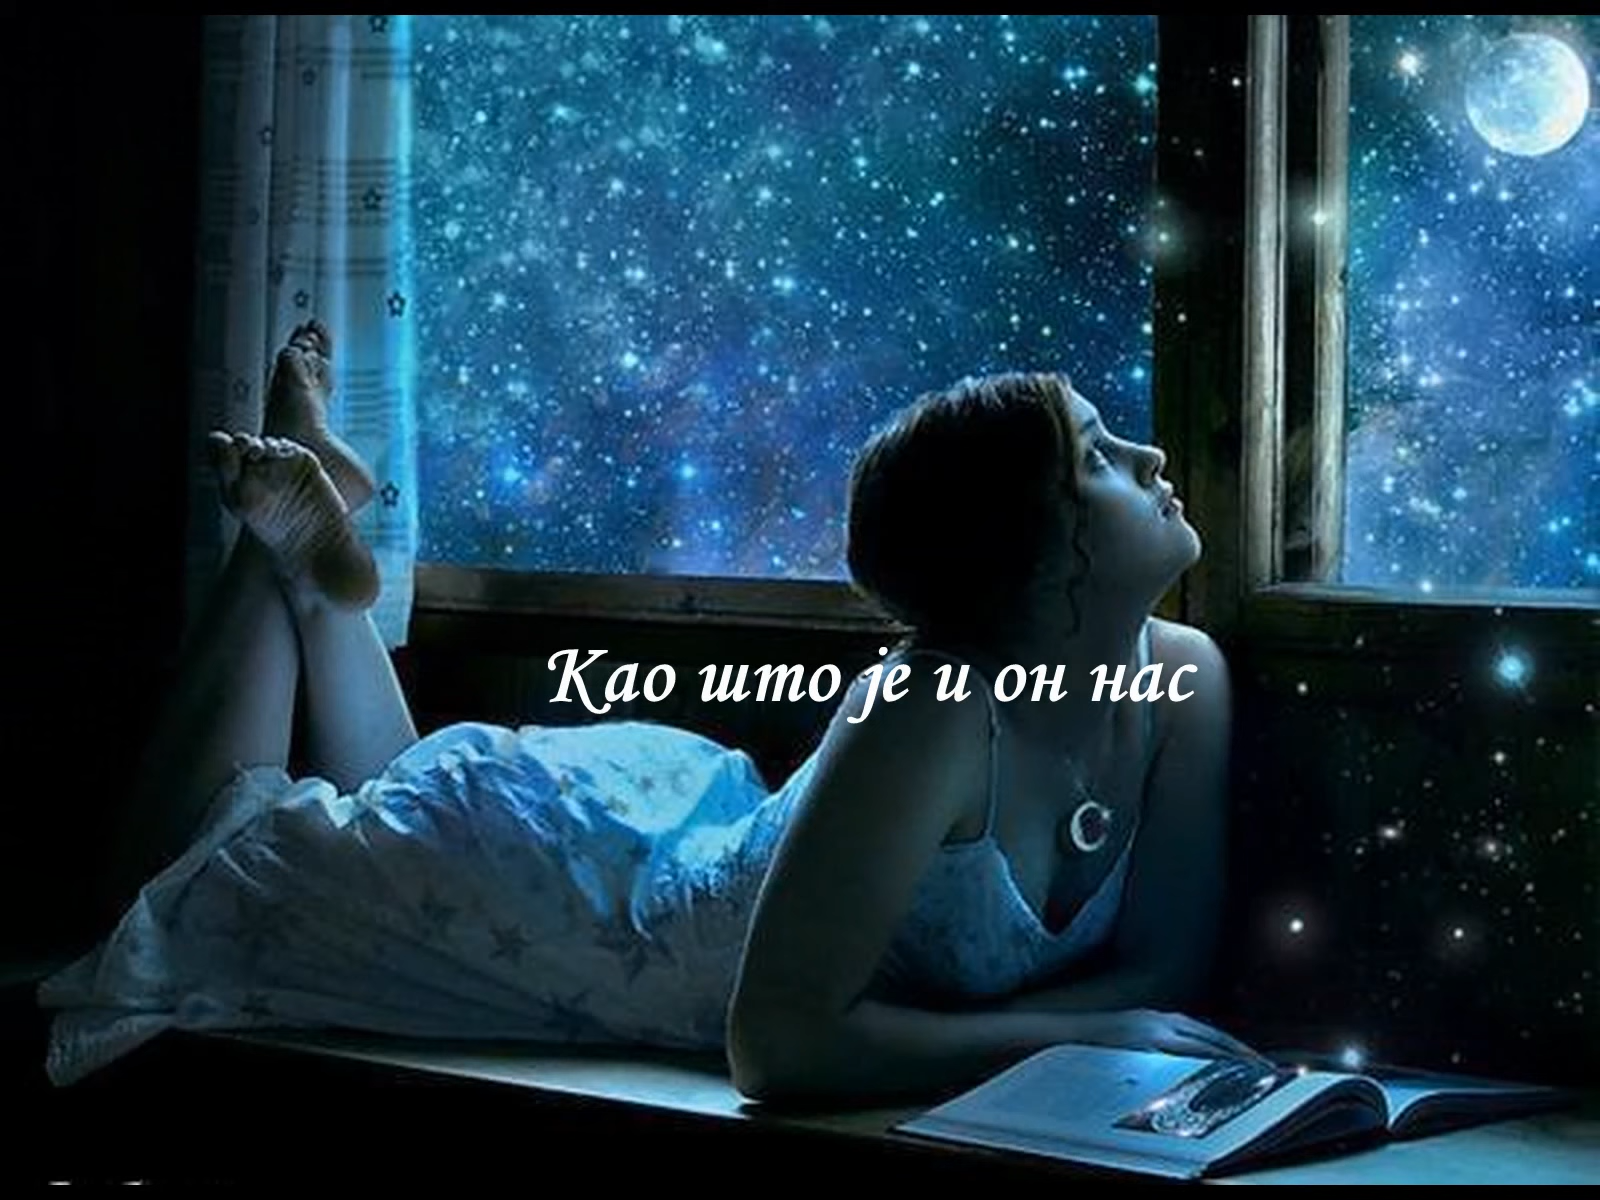 Као што је и он нас